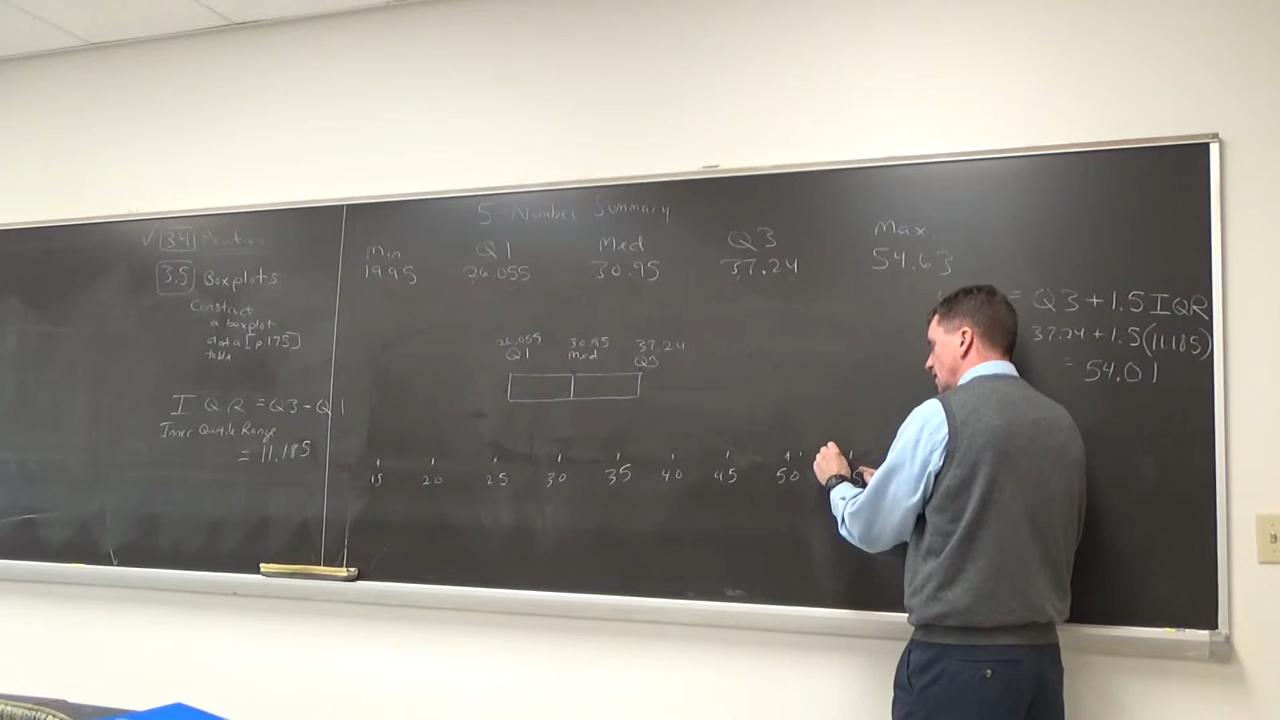 ✓ 3.4 Position
3.5 Boxplots
Construct
a boxplot
data [p 175]
table
I Q R = Q3 - Q1
Inner Quartile Range
= 11.185
5-Number Summary
Min Q1 Med Q3 Max.
19.95 26.055 30.95 37.24 54.63
26.055 30.95 37.24
Q1 Med Q3
15 20 25 30 35 40 45 50
= Q3 + 1.5 IQR
37.24 + 1.5(11.185)
= 54.01